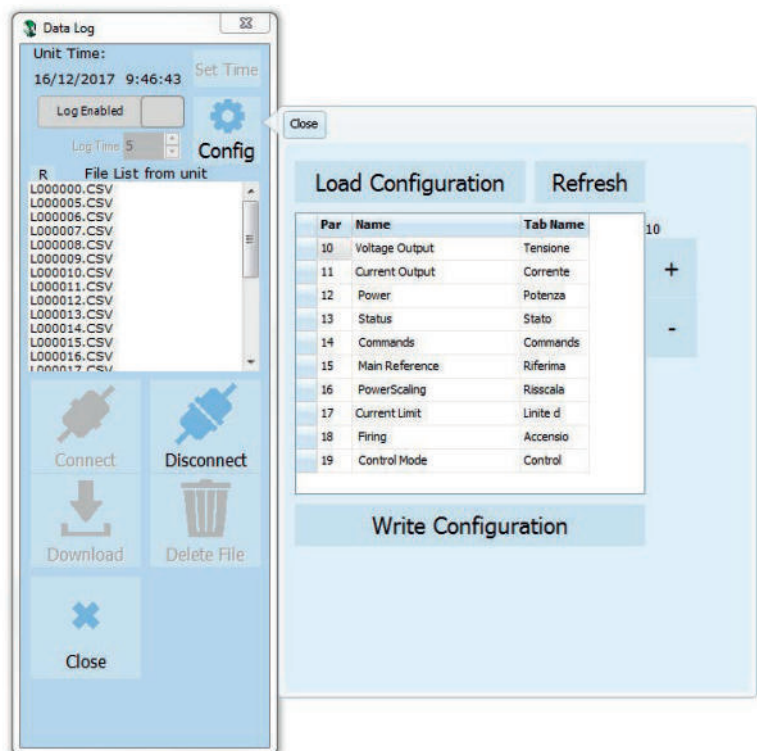 Data Log
Unit Time:
16/12/2017 9:46:43
Set Time
Log Enabled
Log Time 5
Config
R File List from unit
L000000.CSV
L000005.CSV
L000006.CSV
L000007.CSV
L000008.CSV
L000009.CSV
L000010.CSV
L000011.CSV
L000012.CSV
L000013.CSV
L000014.CSV
L000015.CSV
L000016.CSV
L000017.CSV
Connect Disconnect
Download Delete File
Close
Close
Load Configuration Refresh
Par Name Tab Name
10 Voltage Output Tensione
11 Current Output Corrente
12 Power Potenza
13 Status Stato
14 Commands Commands
15 Main Reference Riferima
16 PowerScaling Risscala
17 Current Limit Linite d
18 Firing Accensio
19 Control Mode Control
10
+
-
Write Configuration